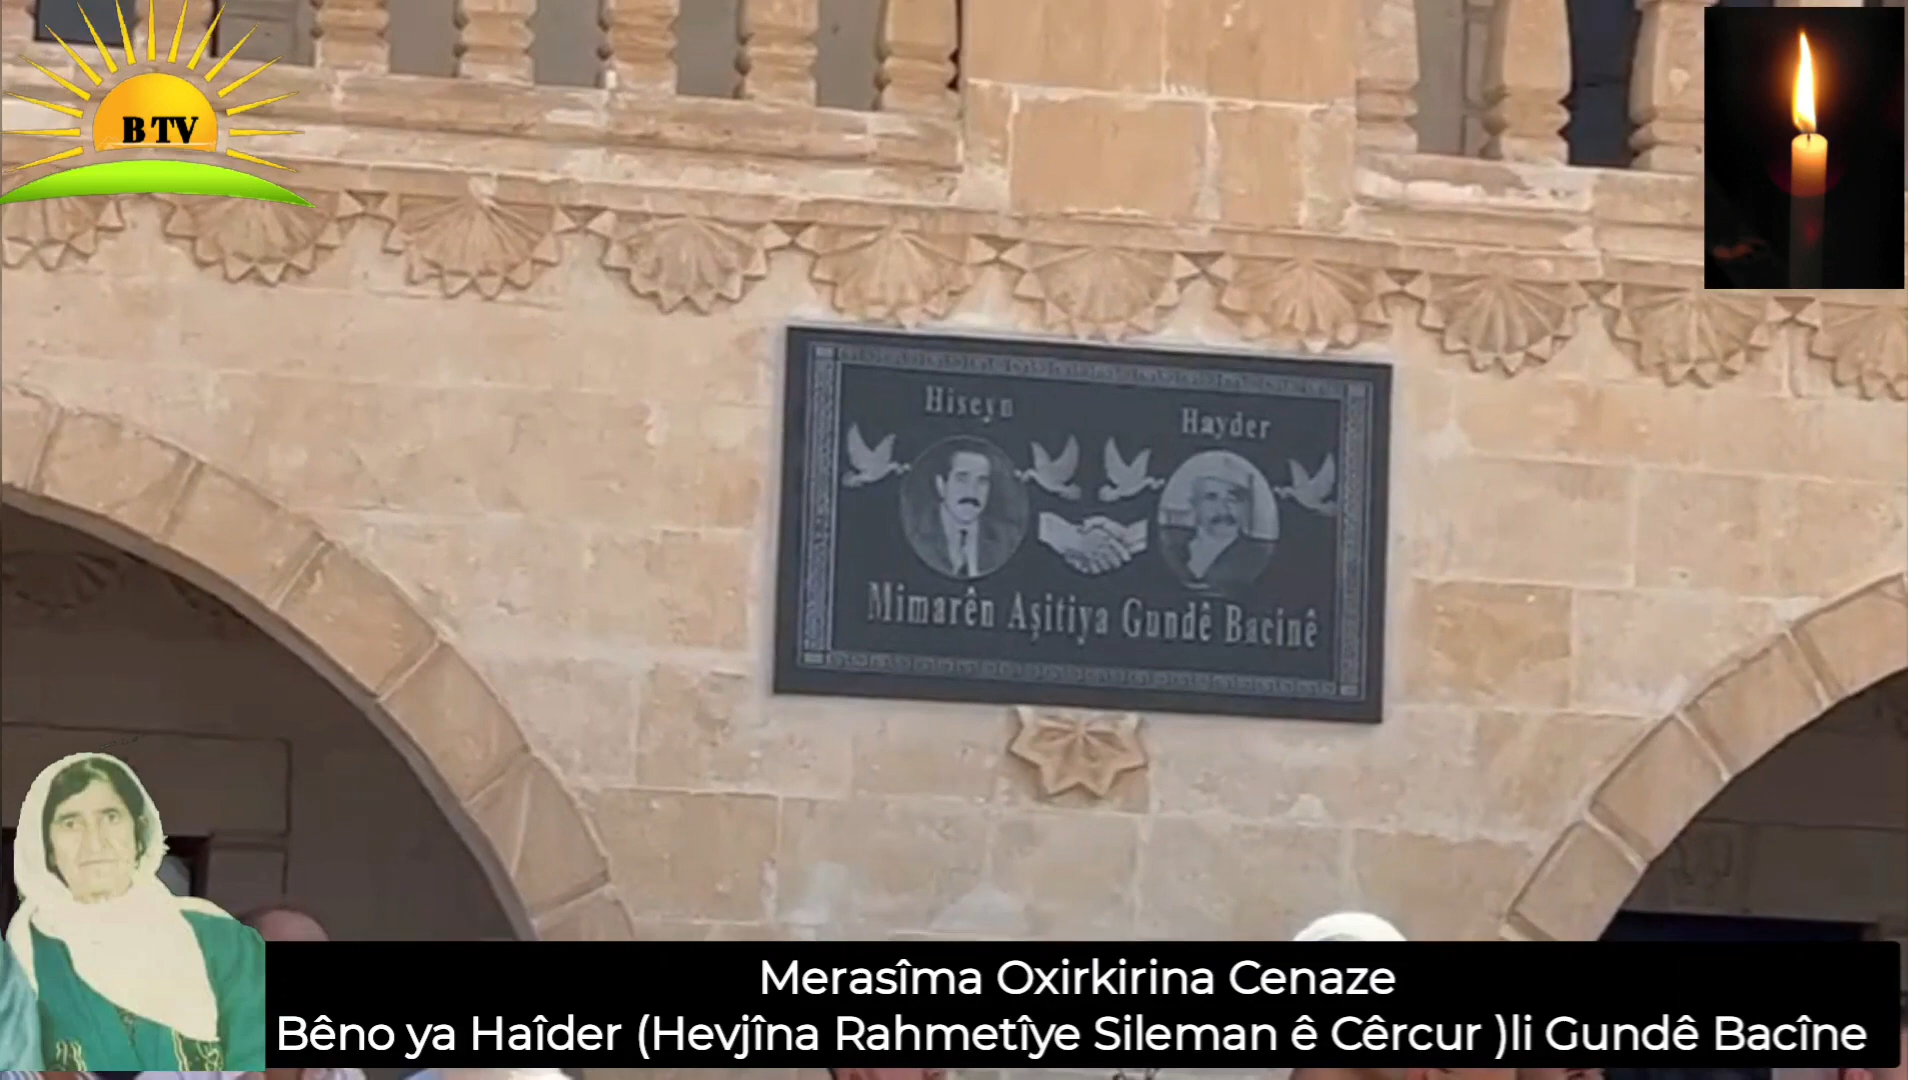 B TV
Hiseyn
Hayder
Mimarên Aşitiya Gundê Bacinê
Merasîma Oxirkirina Cenaze
Bêno ya Haîder (Hevjîna Rahmetîye Sileman ê Cêrcur )li Gundê Bacîne